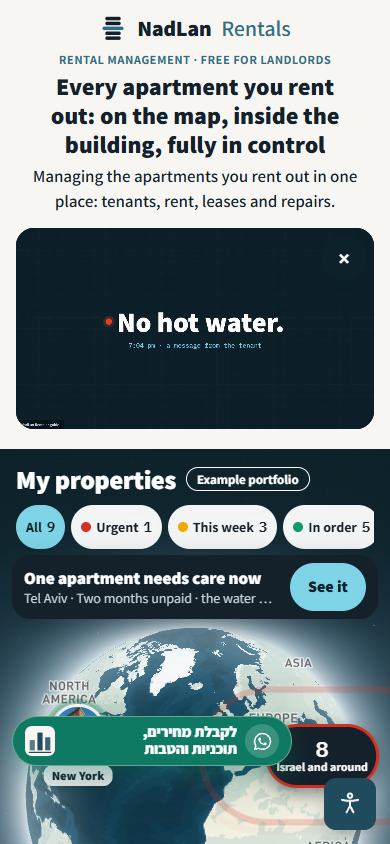 NadLan Rentals
RENTAL MANAGEMENT · FREE FOR LANDLORDS
Every apartment you rent
out: on the map, inside the
building, fully in control
Managing the apartments you rent out in one
place: tenants, rent, leases and repairs.
No hot water.
7:04 pm · a message from the tenant
My properties
Example portfolio
All 9
Urgent 1
This week 3
In order 5
One apartment needs care now
Tel Aviv · Two months unpaid · the water ...
See it
ASIA
NORTH
AMERICA
EUROPE
לקבלת מחירים,
תוכניות והטבות
8
Israel and around
New York
AFRICA